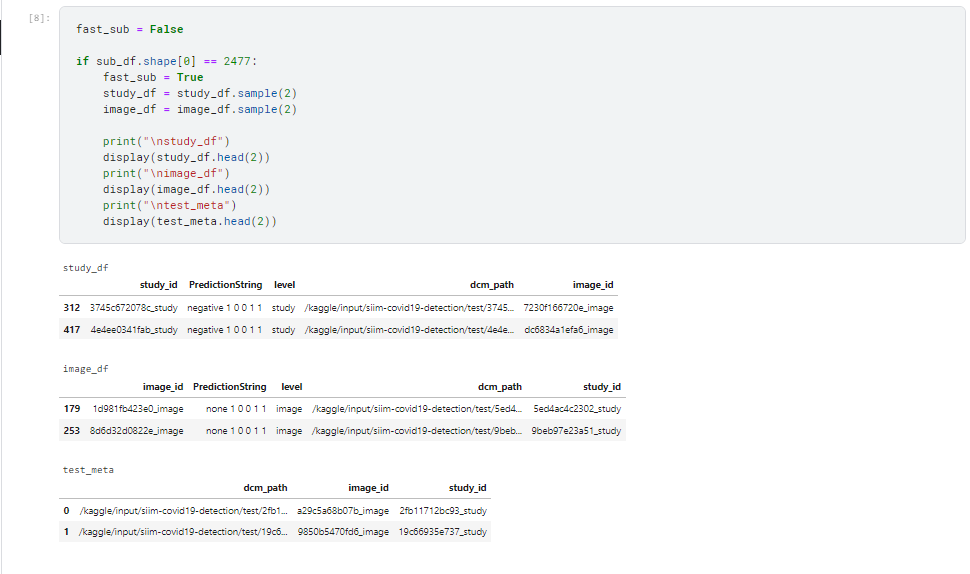 [8]:
fast_sub = False
if sub_df.shape[0] == 2477:
fast_sub = True
study_df = study_df.sample(2)
image_df = image_df.sample(2)
print("\nstudy_df")
display(study_df.head(2))
print("\nimage_df")
display(image_df.head(2))
print("\ntest_meta")
display(test_meta.head(2))
study_df
study_id PredictionString level dcm_path image_id
312 3745c672078c_study negative 1 0 0 1 1 study /kaggle/input/siim-covid19-detection/test/3745... 7230f166720e_image
417 4e4ee0341fab_study negative 1 0 0 1 1 study /kaggle/input/siim-covid19-detection/test/4e4e... dc6834a1efa6_image
image_df
image_id PredictionString level dcm_path study_id
179 1d981fb423e0_image none 1 0 0 1 1 image /kaggle/input/siim-covid19-detection/test/5ed4... 5ed4ac4c2302_study
253 8d6d32d0822e_image none 1 0 0 1 1 image /kaggle/input/siim-covid19-detection/test/9beb... 9beb97e23a51_study
test_meta
dcm_path image_id study_id
0 /kaggle/input/siim-covid19-detection/test/2fb1... a29c5a68b07b_image 2fb11712bc93_study
1 /kaggle/input/siim-covid19-detection/test/19c6... 9850b5470fd6_image 19c66935e737_study